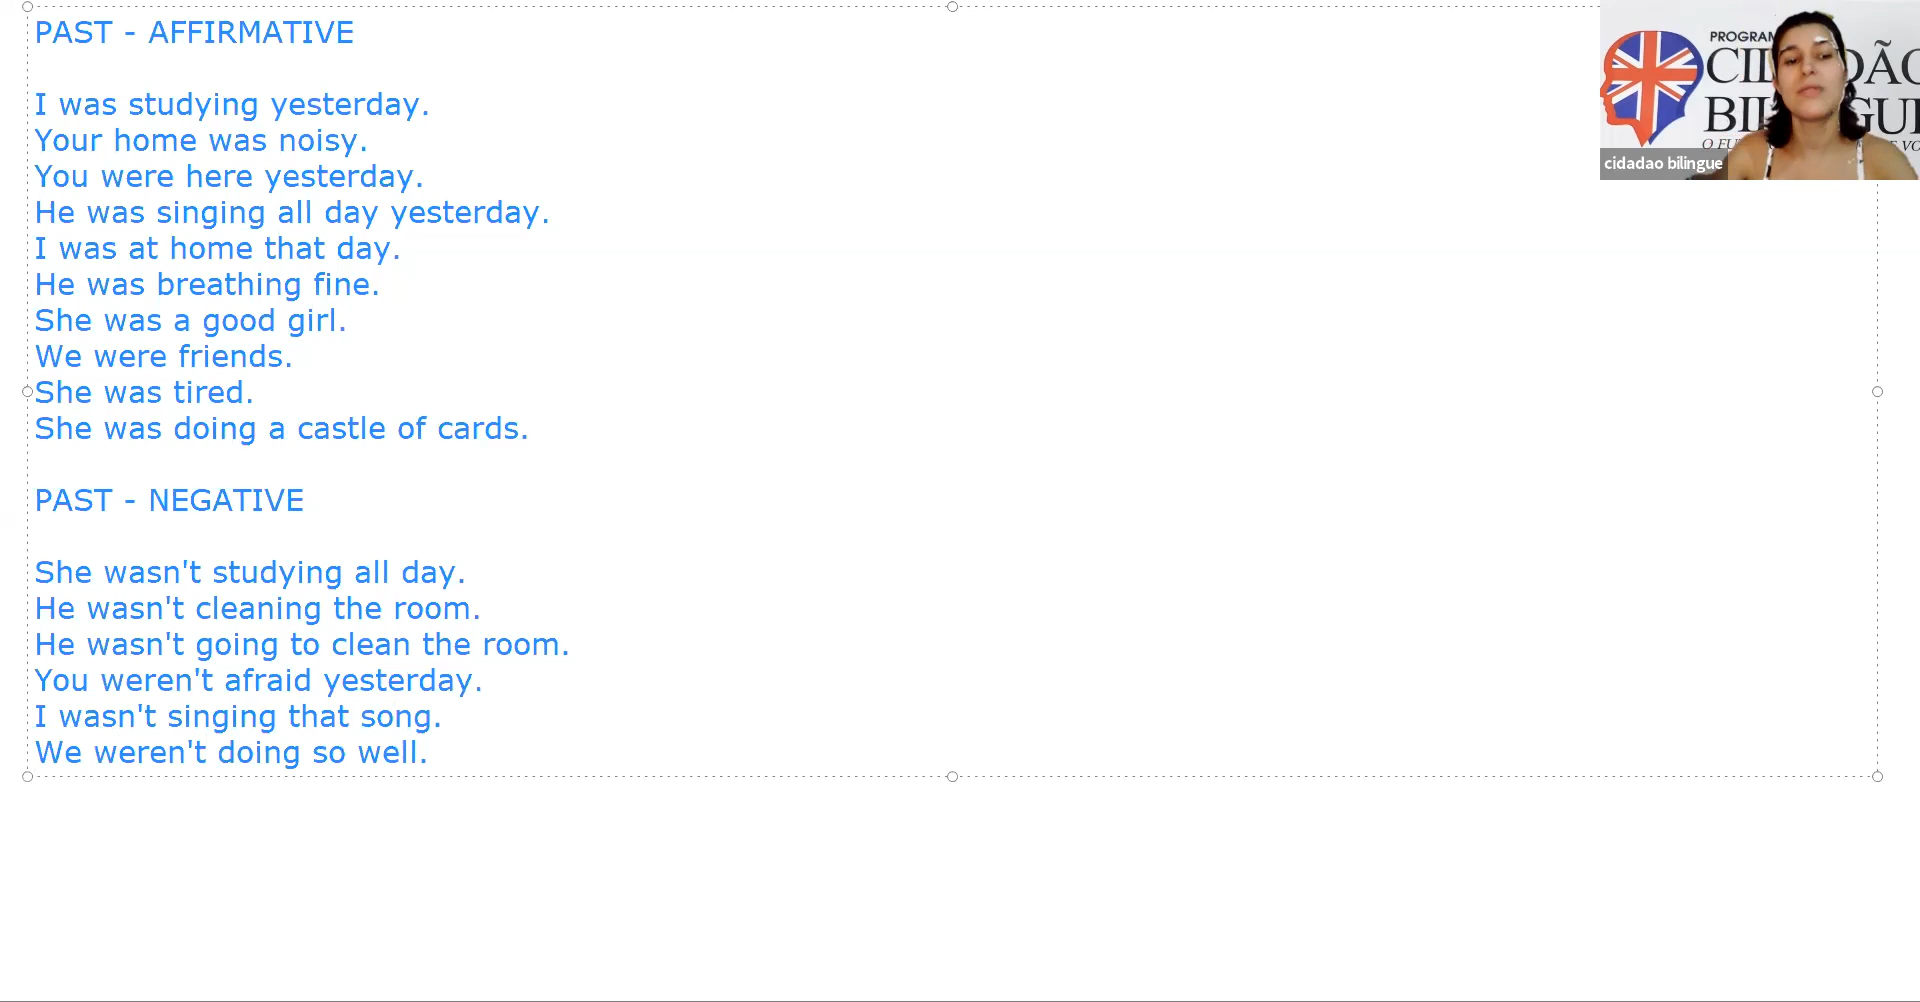 PAST - AFFIRMATIVE
I was studying yesterday.
Your home was noisy.
You were here yesterday.
He was singing all day yesterday.
I was at home that day.
He was breathing fine.
She was a good girl.
We were friends.
She was tired.
She was doing a castle of cards.
PAST - NEGATIVE
She wasn't studying all day.
He wasn't cleaning the room.
He wasn't going to clean the room.
You weren't afraid yesterday.
I wasn't singing that song.
We weren't doing so well.
cidadao bilingue